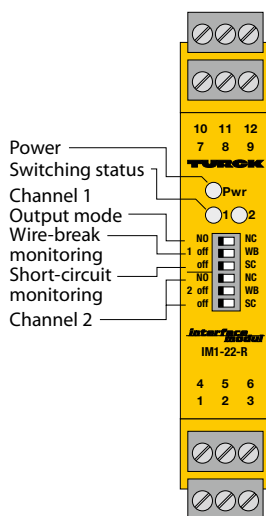 10 11 12
7 8 9
TURCK
Power
Pwr
Switching status
1 2
Channel 1
Output mode
NO NC
Wire-break
1 off WB
monitoring
off SC
Short-circuit
NO NC
monitoring
2 off WB
off SC
Channel 2
interface
modul
IM1-22-R
4 5 6
1 2 3